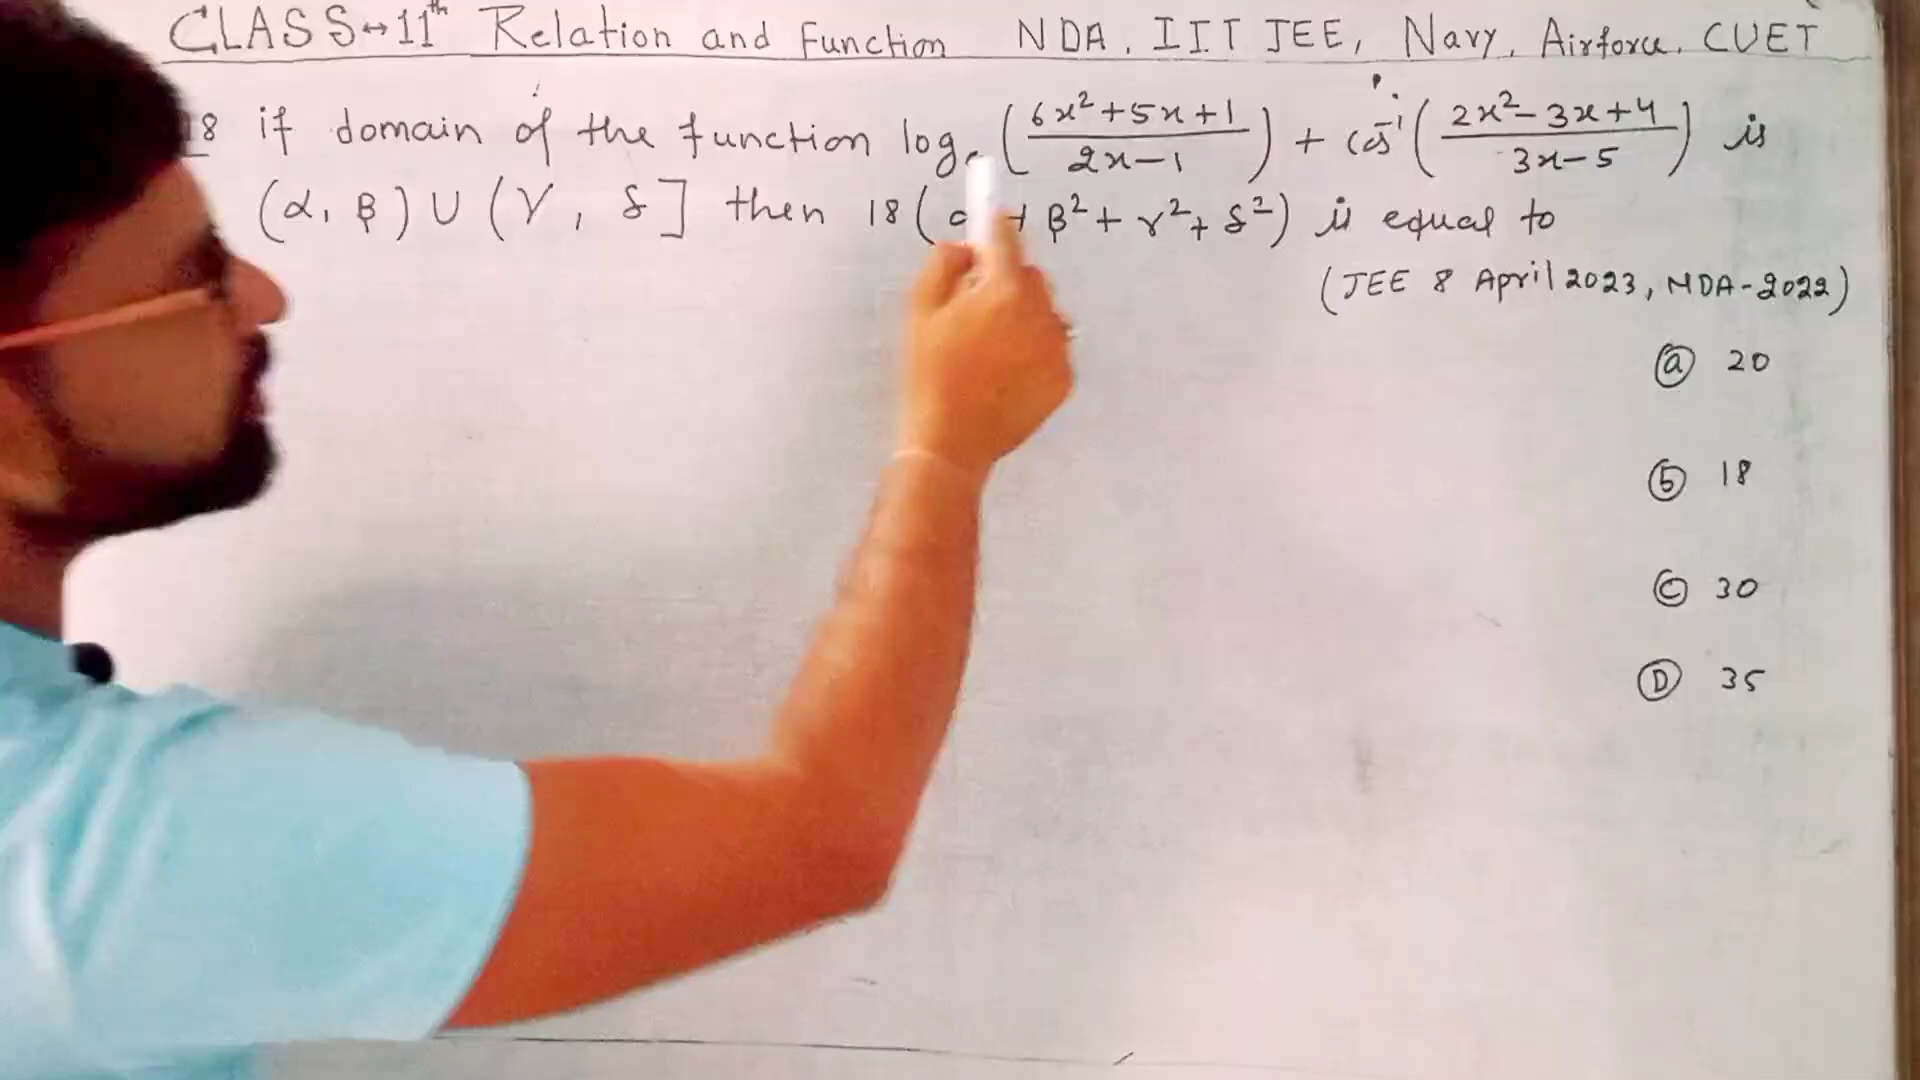 CLASS↔11th Relation and Function NDA, IIT JEE, Navy, Airforce, CUET
18 if domain of the function log (6x²+5x+1 / 2x-1) + cos⁻¹ (2x²-3x+4 / 3x-5) is
(α, β) ∪ (γ, δ] then 18( + β² + γ² + δ²) is equal to
(JEE 8 April 2023, NDA-2022)
(a) 20
(b) 18
(c) 30
(D) 35